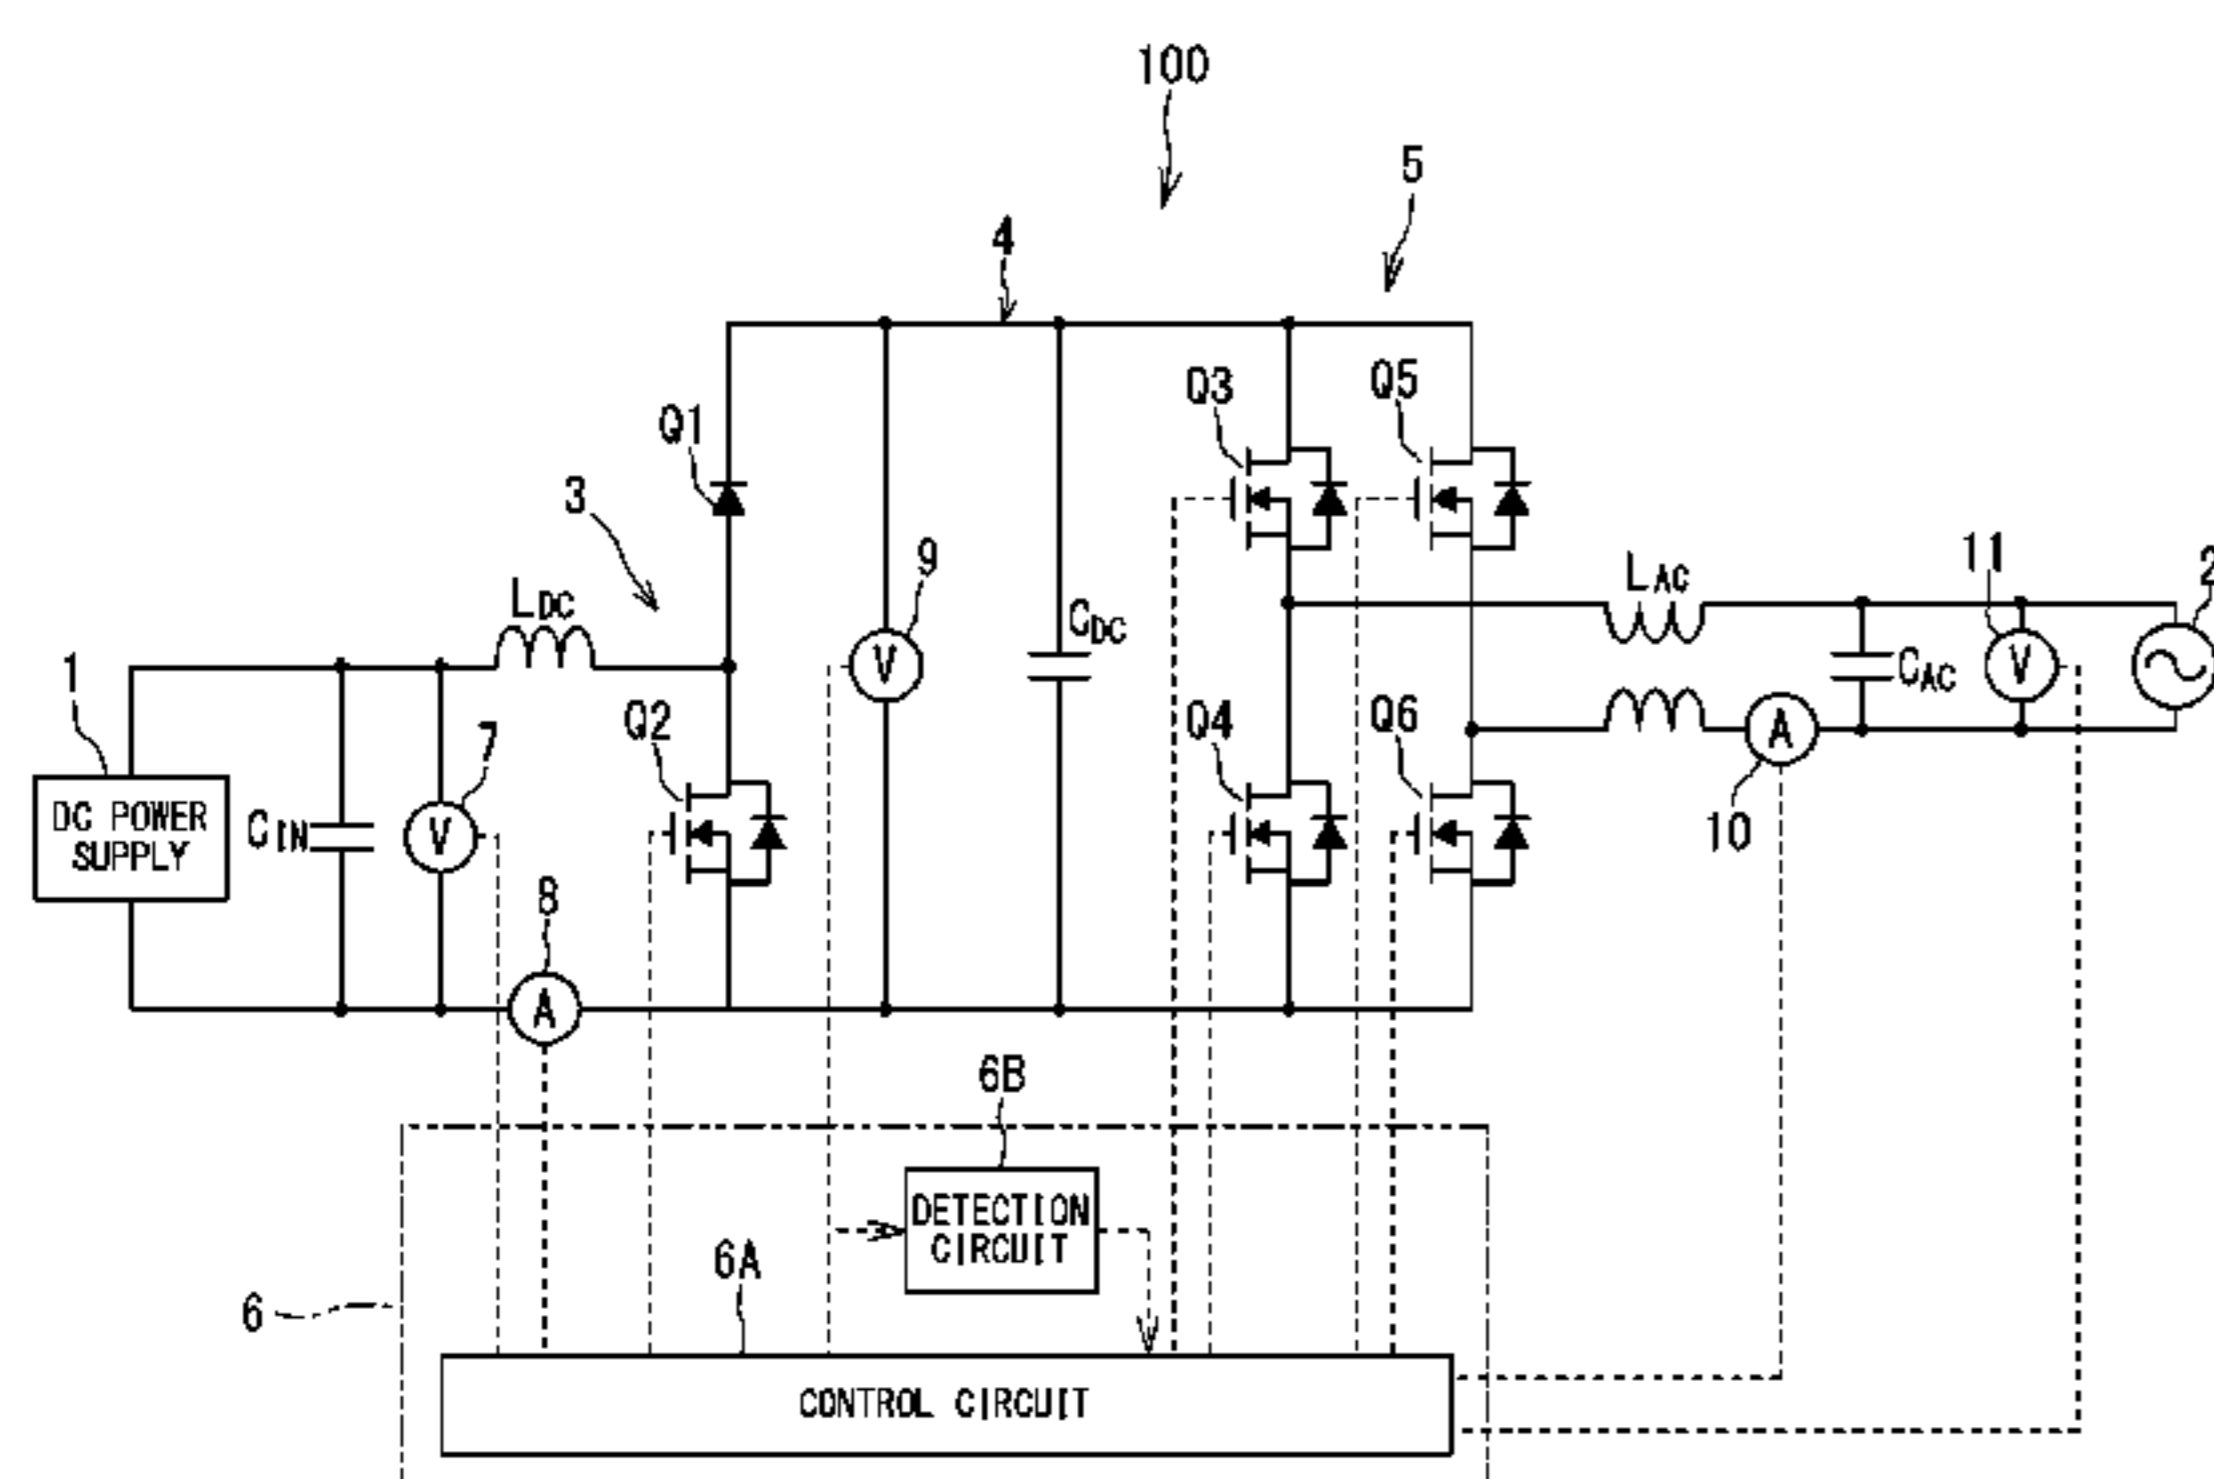 100
5
4
Q3
Q5
Q1
3
9
11
2
LAC
LDC
CDC
1
V
V
CAC
Q2
Q4
Q6
7
A
DC POWER
SUPPLY
CIN
V
10
8
A
6B
DETECTION
CIRCUIT
6A
6
CONTROL CIRCUIT